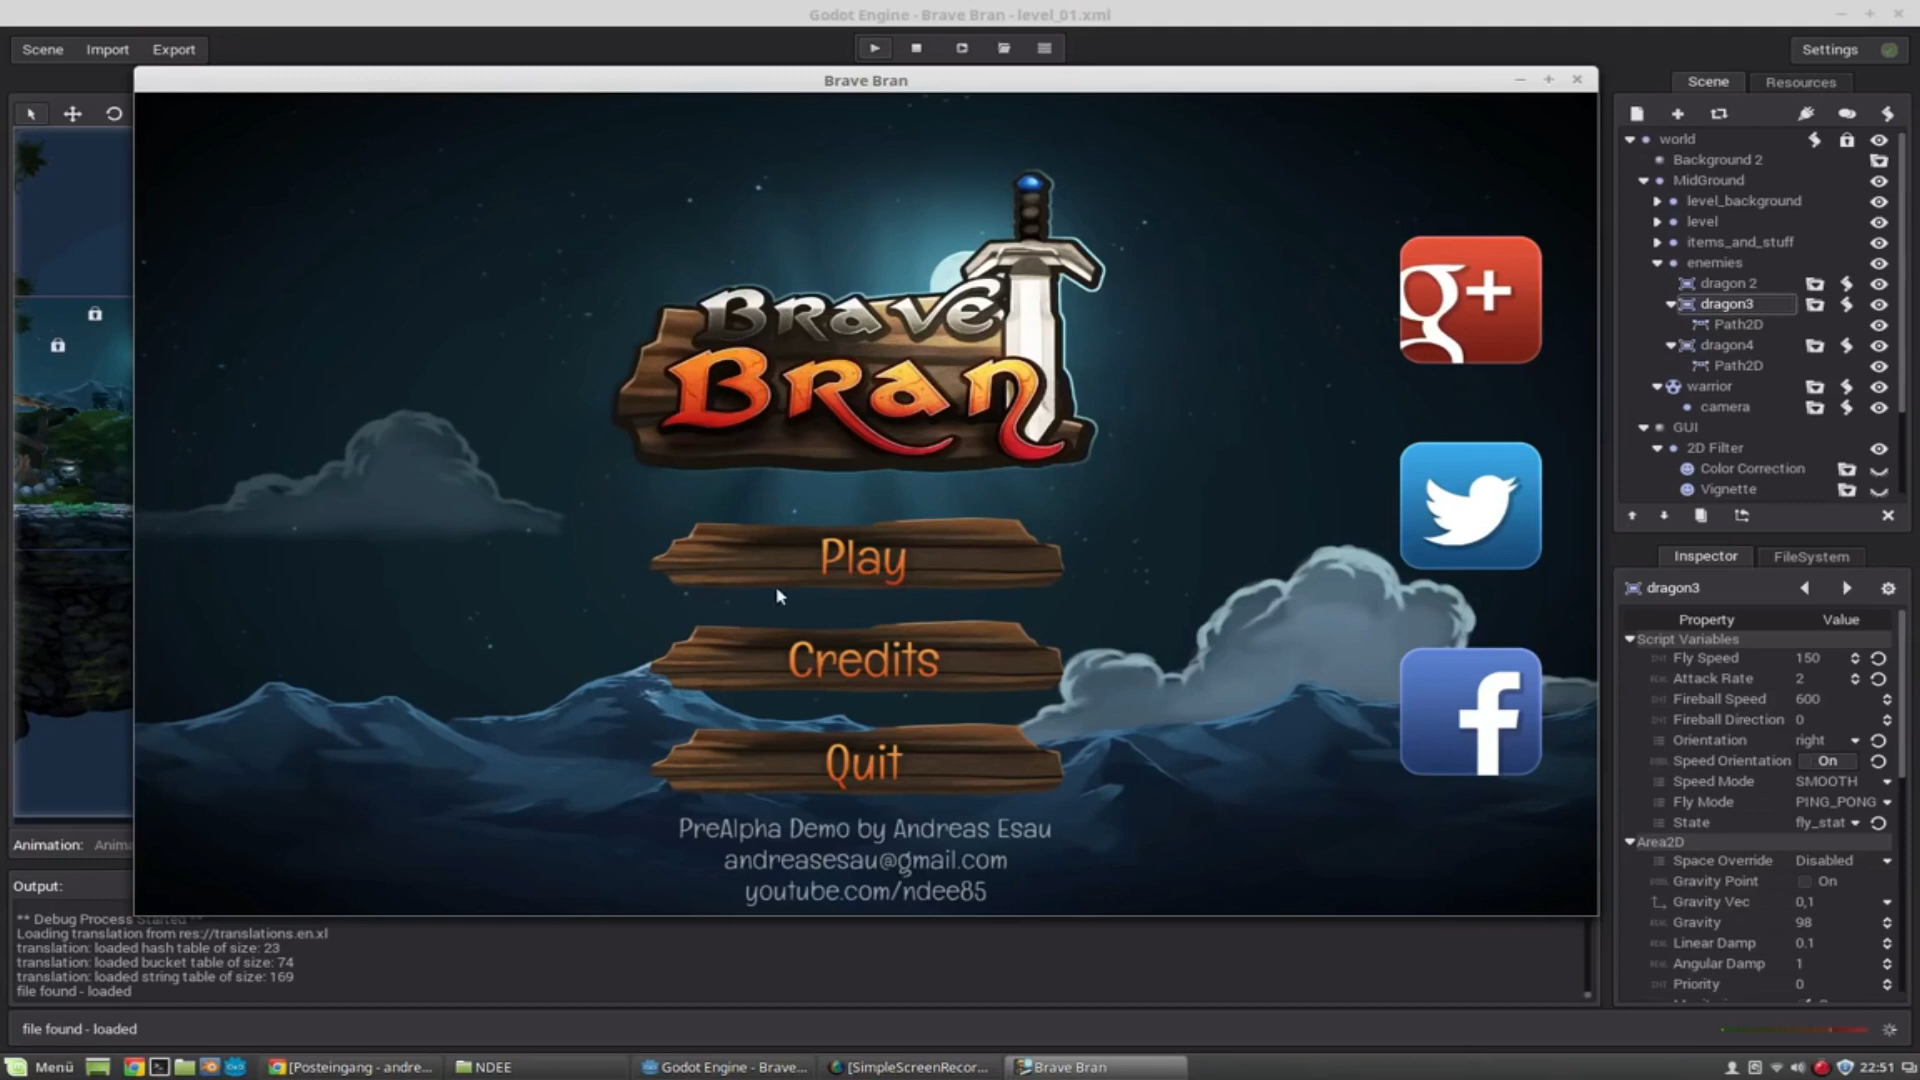 Godot Engine - Brave Bran - level_01.xml
Scene Import Export
Settings
Brave Bran
Scene Resources
world
Background 2
MidGround
level_background
level
items_and_stuff
enemies
dragon 2
dragon3
Path2D
dragon4
Path2D
warrior
camera
GUI
2D Filter
Color Correction
Vignette
Brave
Bran
g+
Play
Credits
Quit
f
PreAlpha Demo by Andreas Esau
andreasesau@gmail.com
youtube.com/ndee85
Inspector FileSystem
dragon3
Property Value
Script Variables
Fly Speed 150
Attack Rate 2
Fireball Speed 600
Fireball Direction 0
Orientation right
Speed Orientation On
Speed Mode SMOOTH
Fly Mode PING_PONG
State fly_stat
Area2D
Space Override Disabled
Gravity Point On
Gravity Vec 0,1
Gravity 98
Linear Damp 0.1
Angular Damp 1
Priority 0
Animation: Anima
Output:
** Debug Process Started **
Loading translation from res://translations.en.xl
translation: loaded hash table of size: 23
translation: loaded bucket table of size: 74
translation: loaded string table of size: 169
file found - loaded
file found - loaded
Menü [Posteingang - andre... NDEE Godot Engine - Brave... [SimpleScreenRecor... Brave Bran 22:51